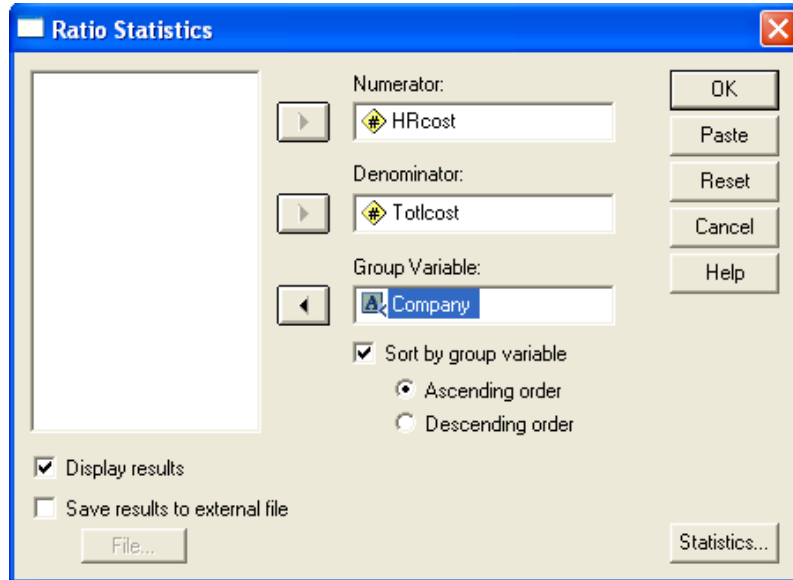 Ratio Statistics
Numerator:
# HRcost
Denominator:
# Totlcost
Group Variable:
A Company
Sort by group variable
Ascending order
Descending order
Display results
Save results to external file
File...
OK
Paste
Reset
Cancel
Help
Statistics...